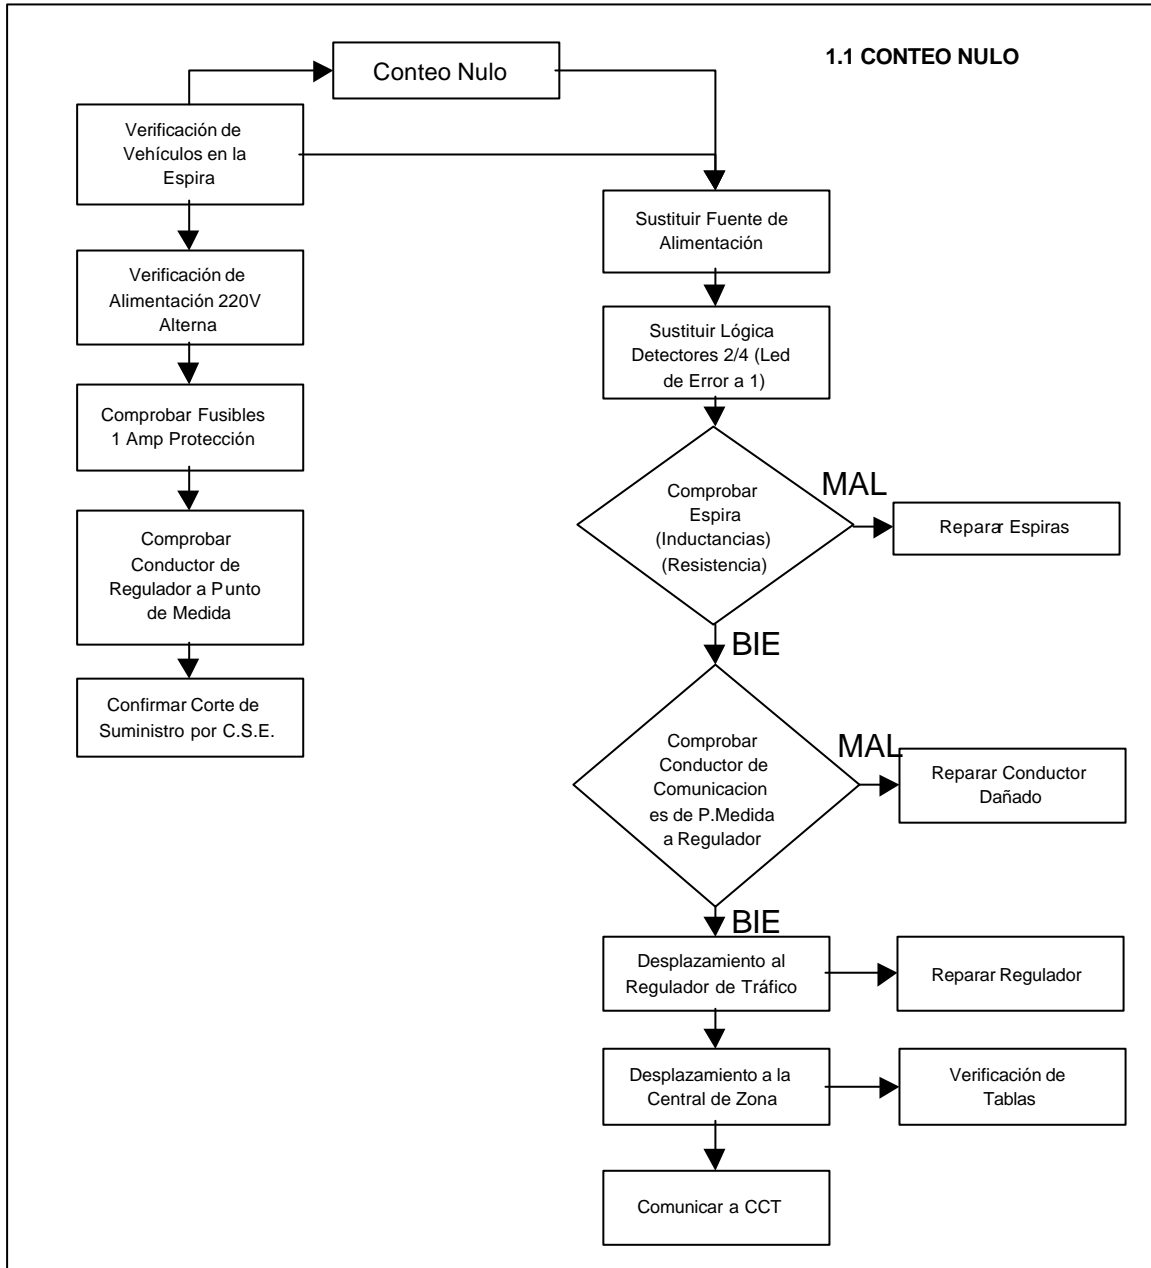 1.1 CONTEO NULO
Conteo Nulo
Verificación de
Vehículos en la
Espira
Verificación de
Alimentación 220V
Alterna
Comprobar Fusibles
1 Amp Protección
Comprobar
Conductor de
Regulador a Punto
de Medida
Confirmar Corte de
Suministro por C.S.E.
Sustituir Fuente de
Alimentación
Sustituir Lógica
Detectores 2/4 (Led
de Error a 1)
Comprobar
Espira
(Inductancias)
(Resistencia)
MAL
Reparar Espiras
BIE
Comprobar
Conductor de
Comunicacion
es de P.Medida
a Regulador
MAL
Reparar Conductor
Dañado
BIE
Desplazamiento al
Regulador de Tráfico
Reparar Regulador
Desplazamiento a la
Central de Zona
Verificación de
Tablas
Comunicar a CCT